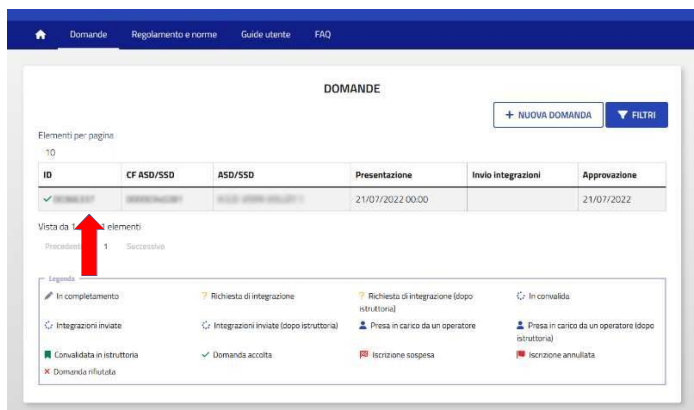 Domande Regolamento e norme Guide utente FAQ
DOMANDE
+ NUOVA DOMANDA FILTRI
Elementi per pagina
10
ID CF ASD/SSD ASD/SSD Presentazione Invio integrazioni Approvazione
21/07/2022 00:00 21/07/2022
Vista da 1 elementi
Precedente 1 Successivo
Legenda
In completamento ? Richiesta di integrazione ? Richiesta di integrazione (dopo istruttoria) In convalida
Integrazioni inviate Integrazioni inviate (dopo istruttoria) Presa in carico da un operatore Presa in carico da un operatore (dopo istruttoria)
Convalidata in istruttoria Domanda accolta Iscrizione sospesa Iscrizione annullata
Domanda rifiutata